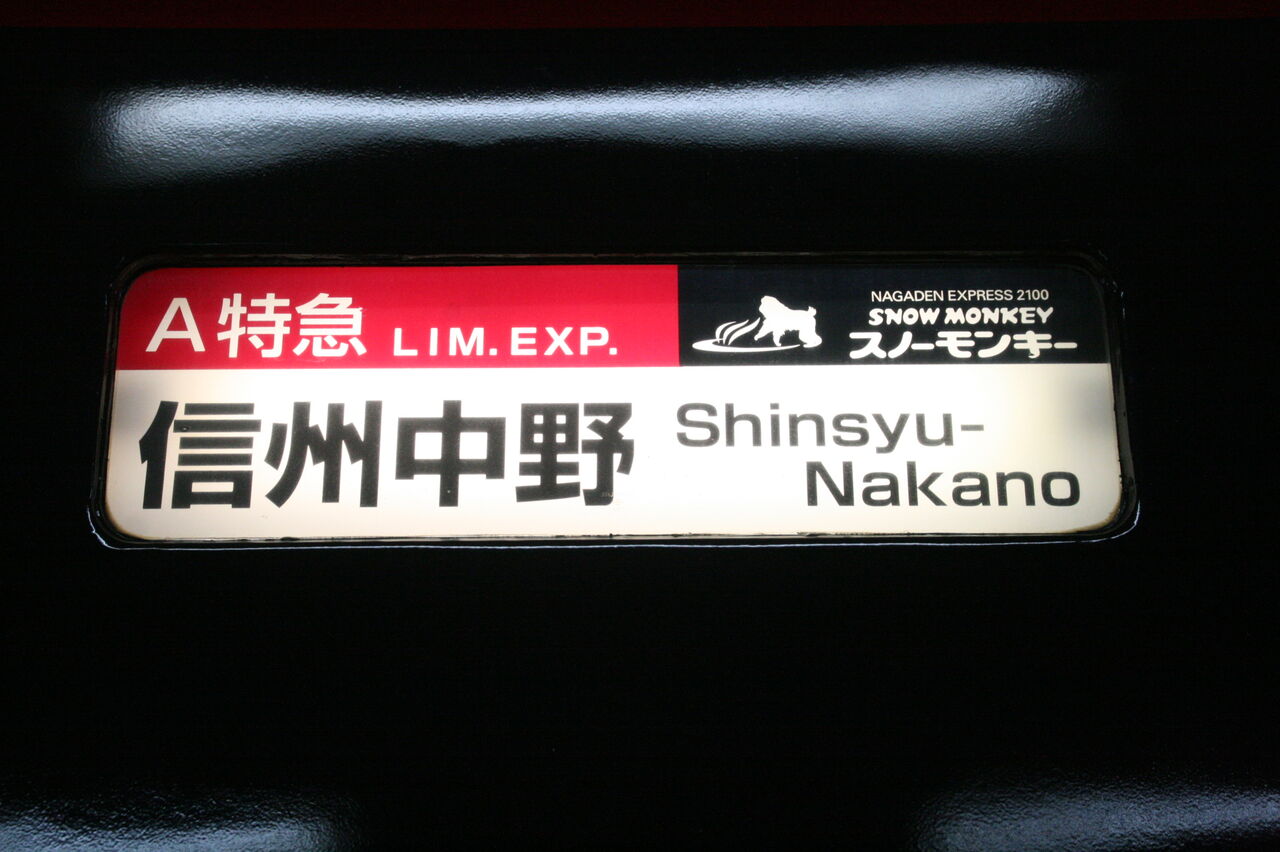 A特急 LIM. EXP.
NAGADEN EXPRESS 2100
SNOW MONKEY
スノーモンキー
信州中野
Shinsyu-
Nakano